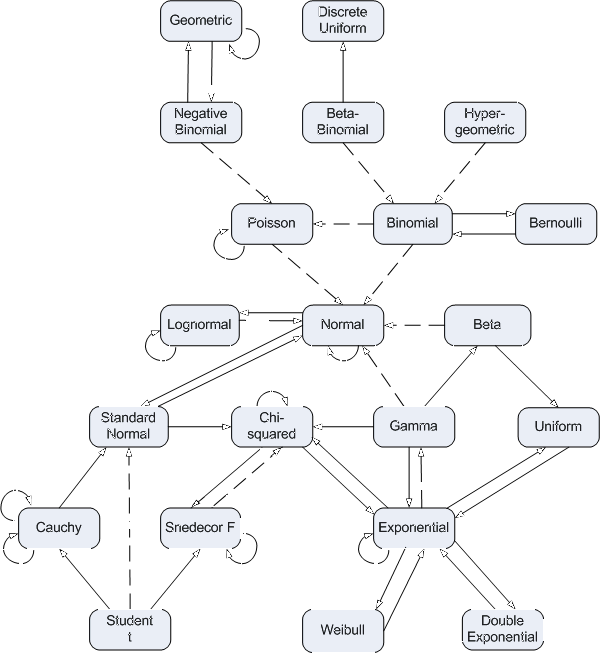 Geometric
Discrete
Uniform
Negative
Binomial
Beta-
Binomial
Hyper-
geometric
Poisson
Binomial
Bernoulli
Lognormal
Normal
Beta
Standard
Normal
Chi-
squared
Gamma
Uniform
Cauchy
Snedecor F
Exponential
Student
t
Weibull
Double
Exponential